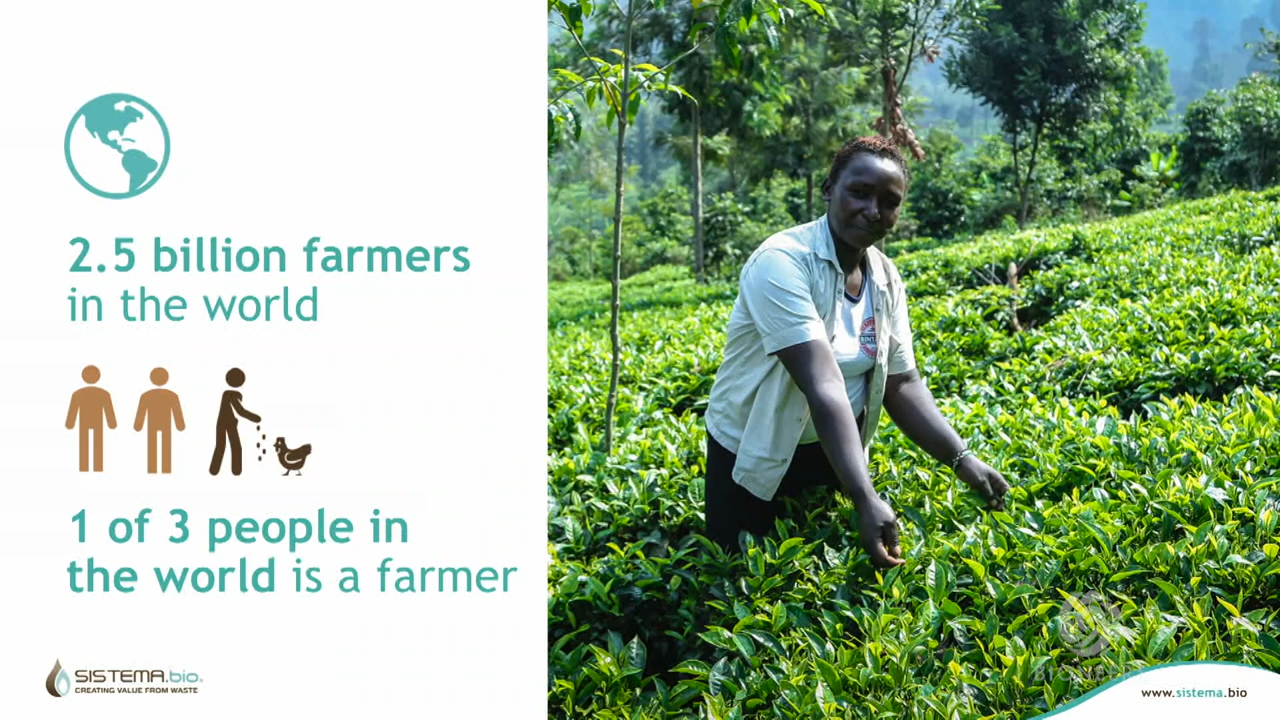 2.5 billion farmers
in the world
1 of 3 people in
the world is a farmer
SISTEMA.bio
CREATING VALUE FROM WASTE
www.sistema.bio